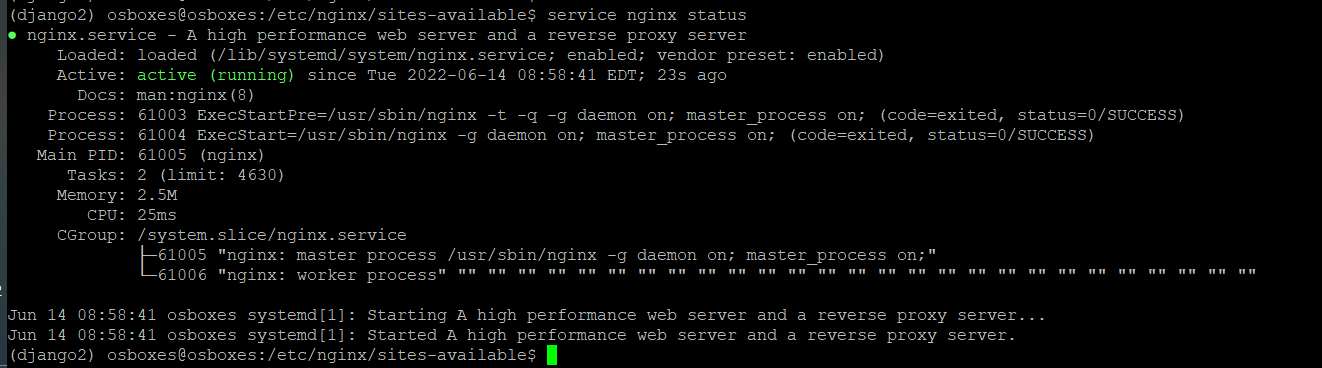 (django2) osboxes@osboxes:/etc/nginx/sites-available$ service nginx status
● nginx.service - A high performance web server and a reverse proxy server
Loaded: loaded (/lib/systemd/system/nginx.service; enabled; vendor preset: enabled)
Active: active (running) since Tue 2022-06-14 08:58:41 EDT; 23s ago
Docs: man:nginx(8)
Process: 61003 ExecStartPre=/usr/sbin/nginx -t -q -g daemon on; master_process on; (code=exited, status=0/SUCCESS)
Process: 61004 ExecStart=/usr/sbin/nginx -g daemon on; master_process on; (code=exited, status=0/SUCCESS)
Main PID: 61005 (nginx)
Tasks: 2 (limit: 4630)
Memory: 2.5M
CPU: 25ms
CGroup: /system.slice/nginx.service
├─61005 "nginx: master process /usr/sbin/nginx -g daemon on; master_process on;"
└─61006 "nginx: worker process" "" "" "" "" "" "" "" "" "" "" "" "" "" "" "" "" "" "" "" "" "" "" "" "" "" "" ""
Jun 14 08:58:41 osboxes systemd[1]: Starting A high performance web server and a reverse proxy server...
Jun 14 08:58:41 osboxes systemd[1]: Started A high performance web server and a reverse proxy server.
(django2) osboxes@osboxes:/etc/nginx/sites-available$